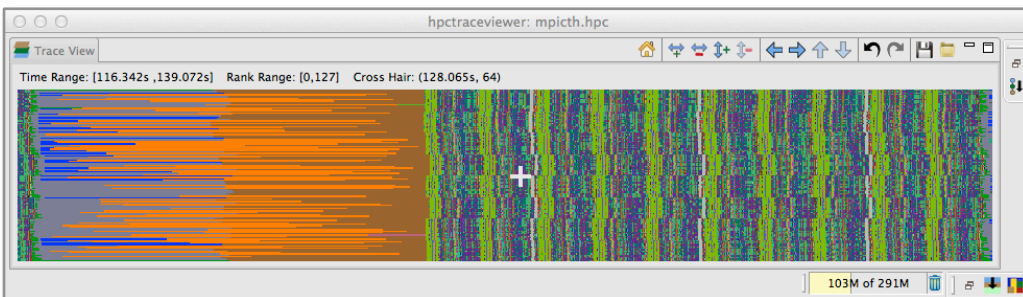 hpctraceviewer: mpicth.hpc
Trace View
Time Range: [116.342s ,139.072s] Rank Range: [0,127] Cross Hair: (128.065s, 64)
103M of 291M